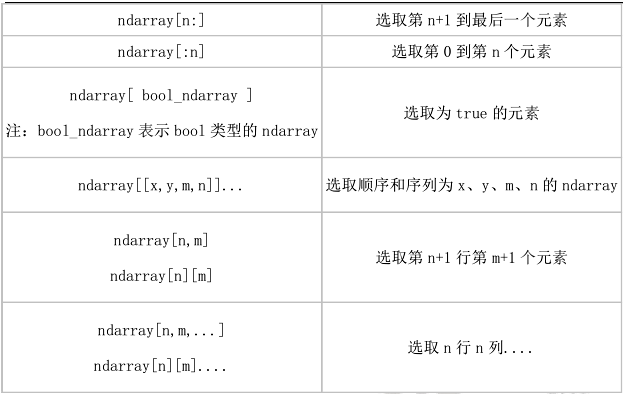 ndarray[n:]
选取第 n+1 到最后一个元素
ndarray[:n]
选取第 0 到第 n 个元素
ndarray[ bool_ndarray ]
注：bool_ndarray 表示 bool 类型的 ndarray
选取为 true 的元素
ndarray[[x,y,m,n]]...
选取顺序和序列为 x、y、m、n 的 ndarray
ndarray[n,m]
ndarray[n][m]
选取第 n+1 行第 m+1 个元素
ndarray[n,m,...]
ndarray[n][m]....
选取 n 行 n 列....